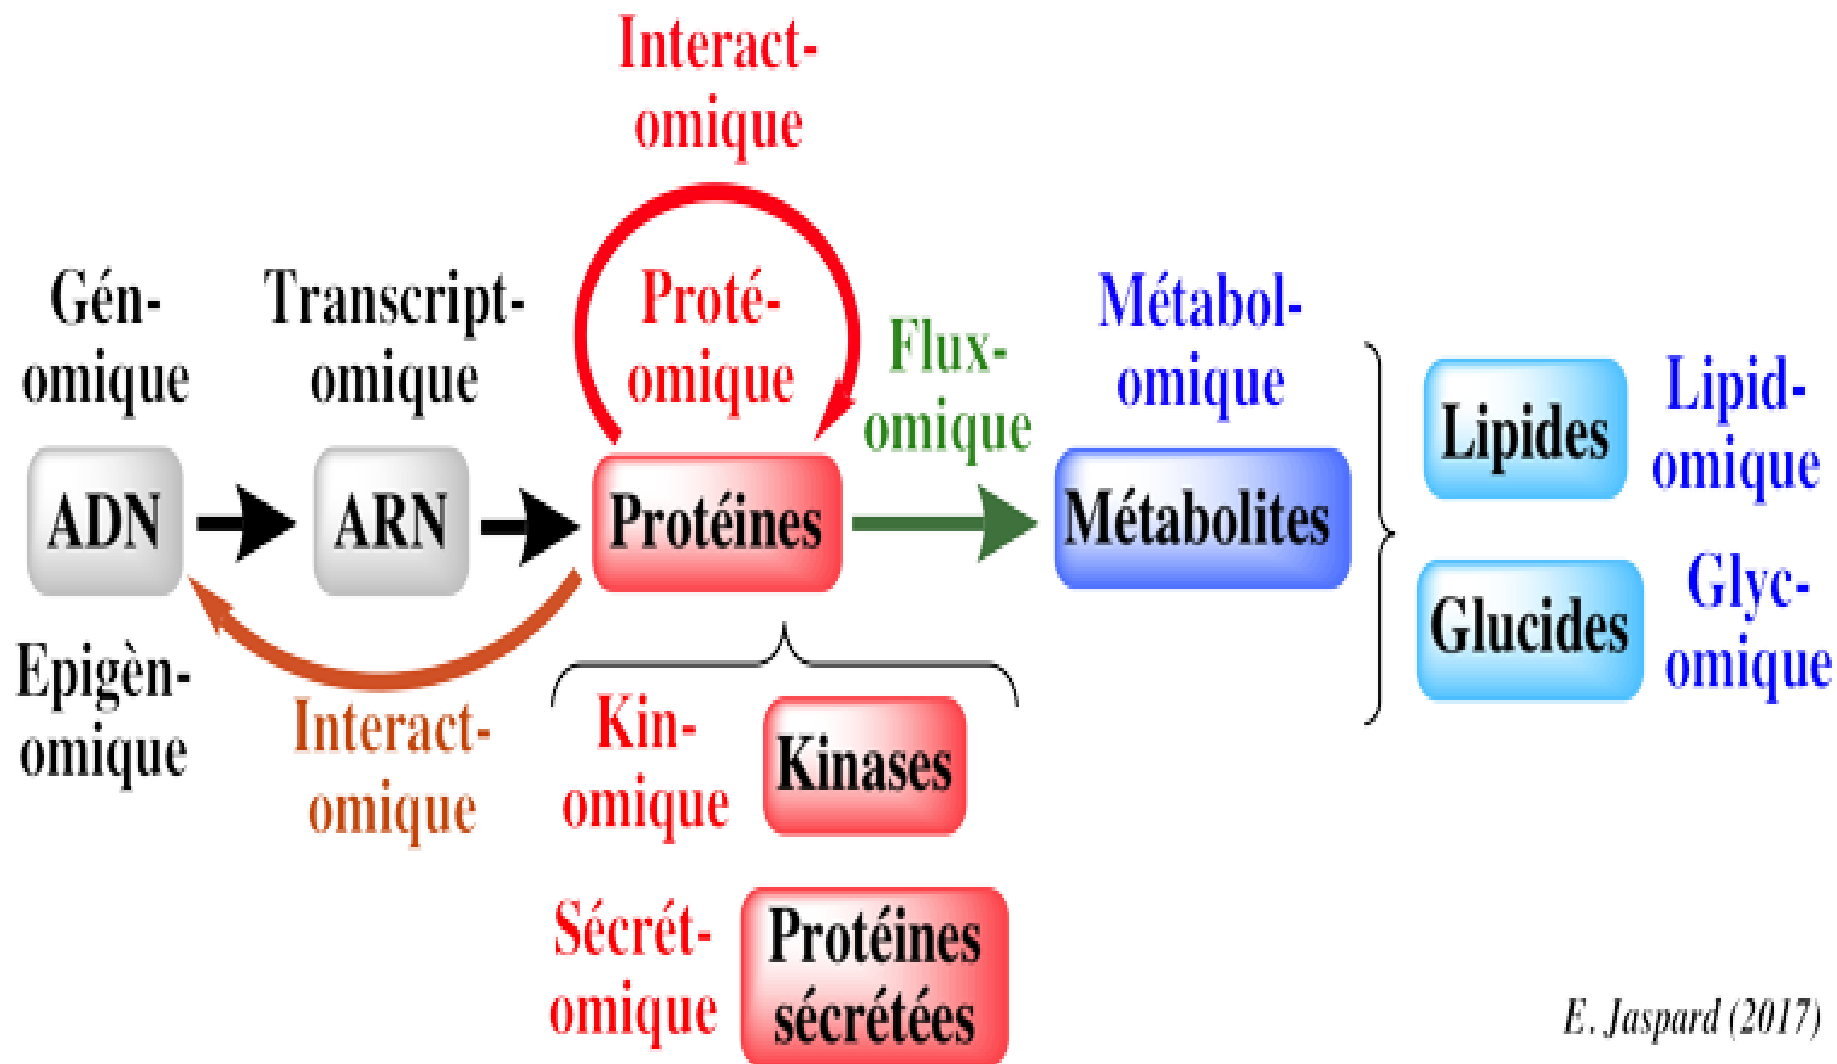 Interact-
omique
Gén-
omique
Transcript-
omique
Proté-
omique
Flux-
omique
Métabol-
omique
Lipides
Lipid-
omique
ADN
ARN
Protéines
Métabolites
Glucides
Glyc-
omique
Epigèn-
omique
Interact-
omique
Kin-
omique
Kinases
Sécrét-
omique
Protéines
sécrétées
E. Jaspard (2017)